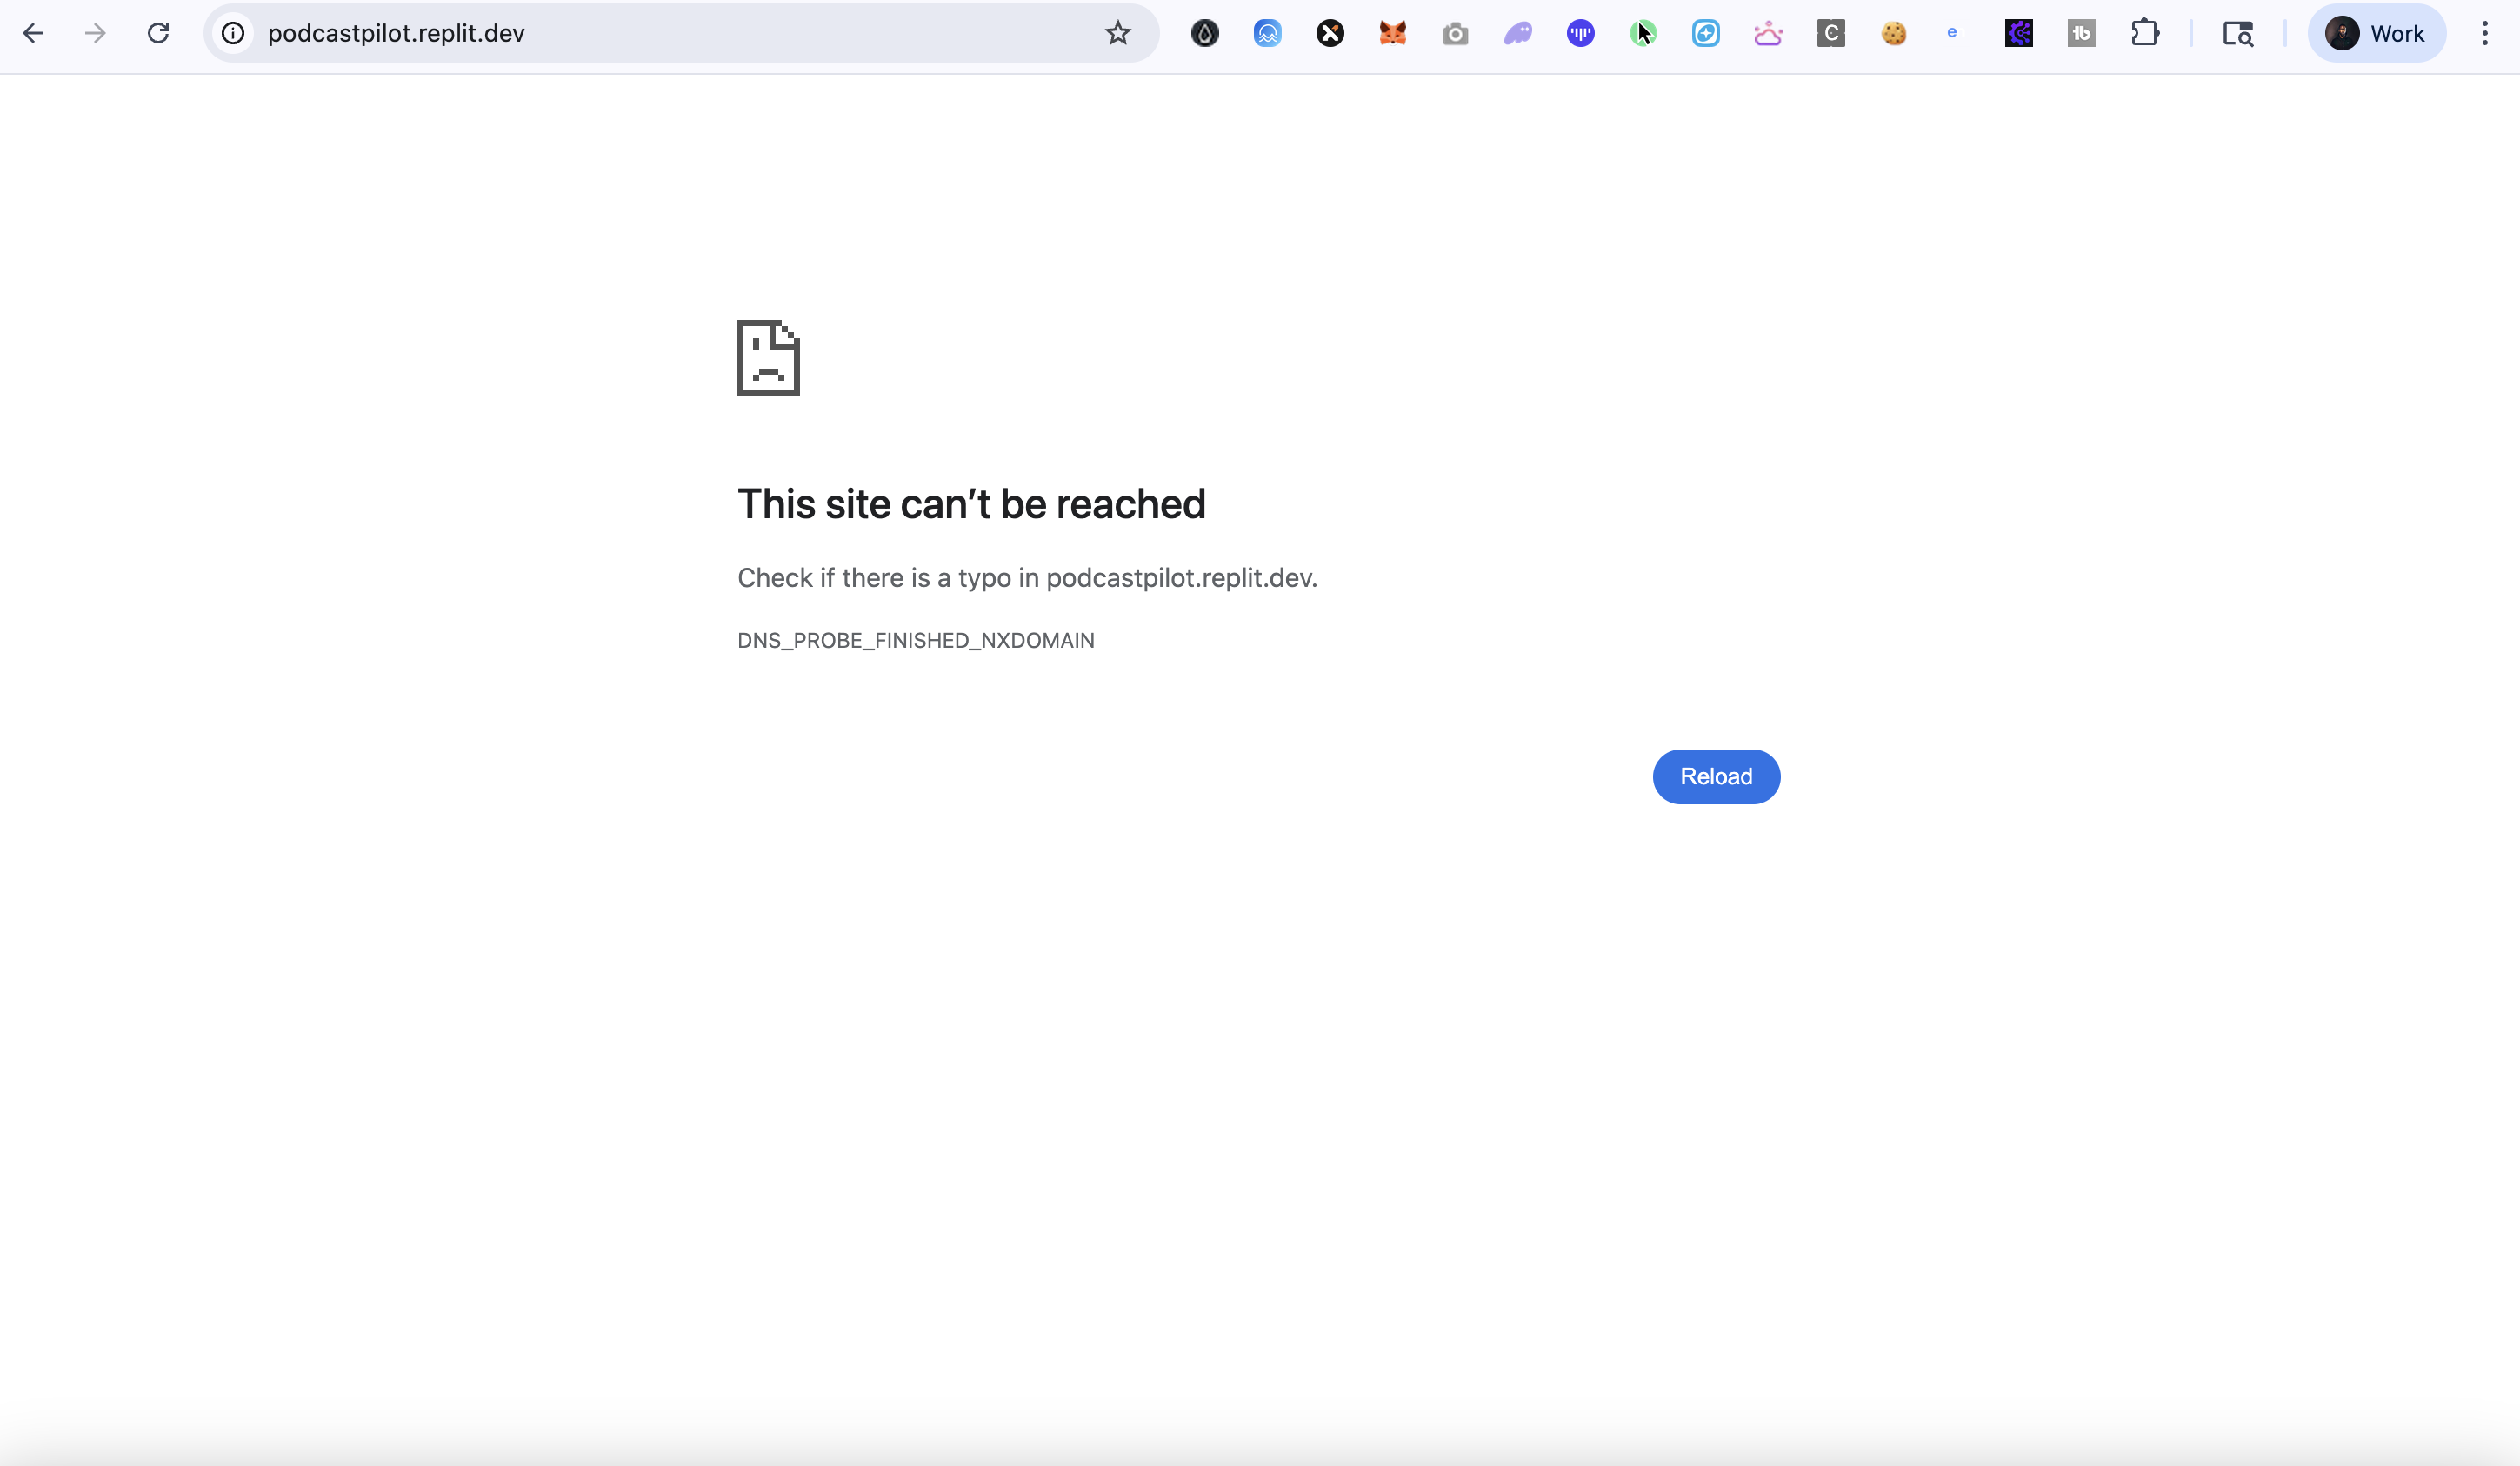 podcastpilot.replit.dev
C
e
Work
This site can’t be reached
Check if there is a typo in podcastpilot.replit.dev.
DNS_PROBE_FINISHED_NXDOMAIN
Reload